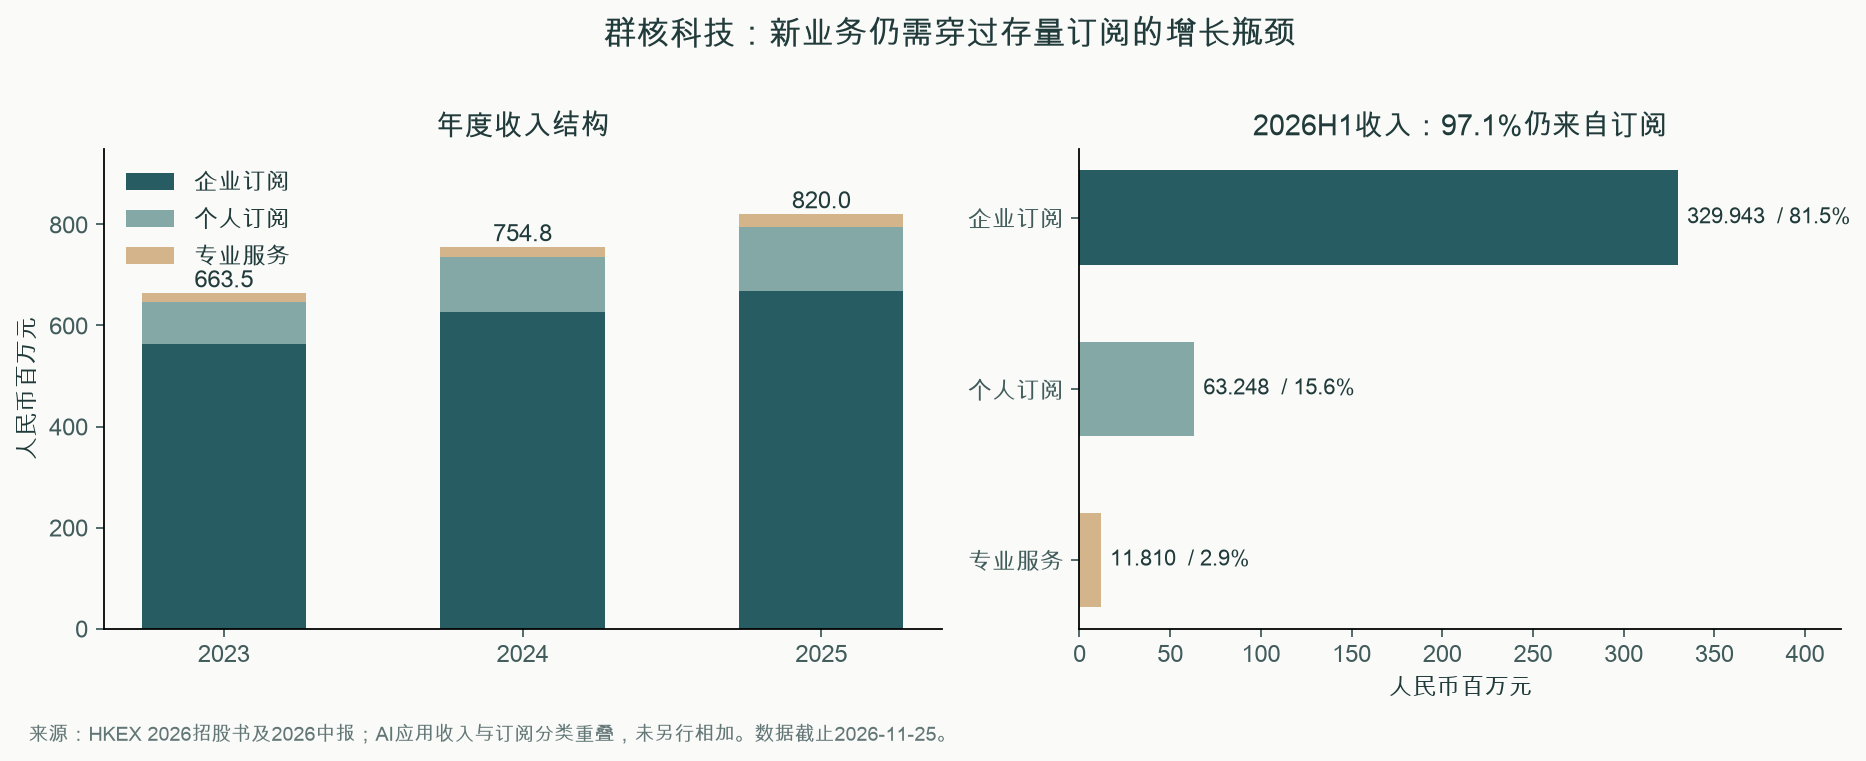 群核科技：新业务仍需穿过存量订阅的增长瓶颈
年度收入结构
企业订阅
个人订阅
专业服务
663.5
754.8
820.0
800
600
400
200
0
人民币百万元
2023
2024
2025
2026H1收入：97.1%仍来自订阅
企业订阅
329.943 / 81.5%
个人订阅
63.248 / 15.6%
专业服务
11.810 / 2.9%
0
50
100
150
200
250
300
350
400
人民币百万元
来源：HKEX 2026招股书及2026中报；AI应用收入与订阅分类重叠，未另行相加。数据截止2026-11-25。